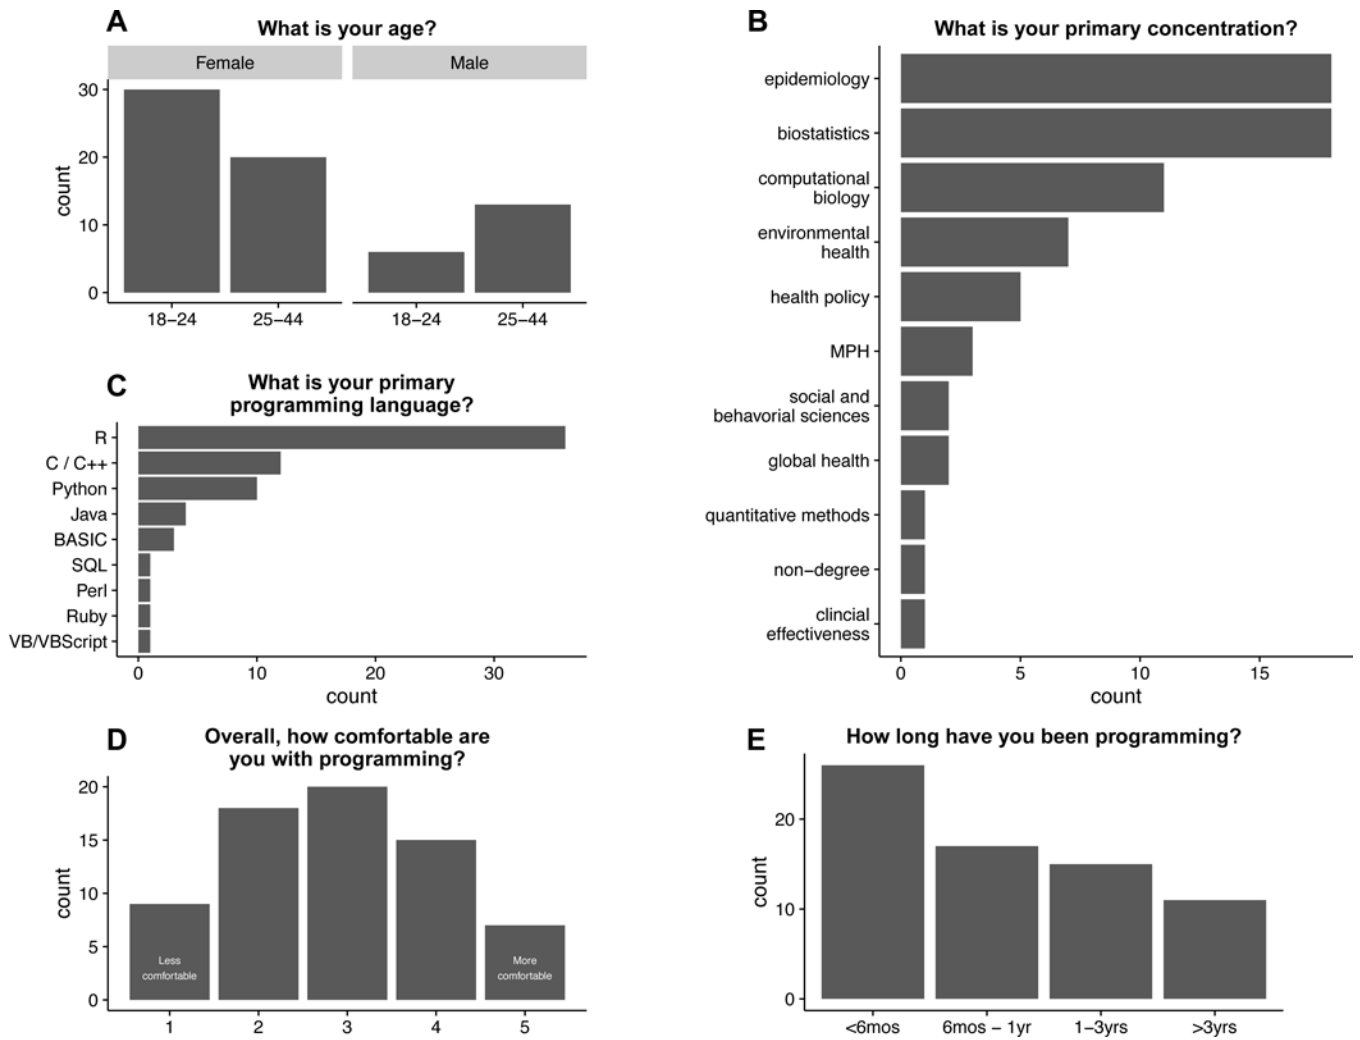 A
What is your age?
Female
Male
30
20
10
0
count
18–24
25–44
18–24
25–44
B
What is your primary concentration?
epidemiology
biostatistics
computational
biology
environmental
health
health policy
MPH
social and
behavorial sciences
global health
quantitative methods
non–degree
clincial
effectiveness
0
5
10
15
count
C
What is your primary
programming language?
R
C / C++
Python
Java
BASIC
SQL
Perl
Ruby
VB/VBScript
0
10
20
30
count
D
Overall, how comfortable are
you with programming?
20
15
10
5
0
count
Less
comfortable
More
comfortable
1
2
3
4
5
E
How long have you been programming?
20
10
0
count
<6mos
6mos – 1yr
1–3yrs
>3yrs